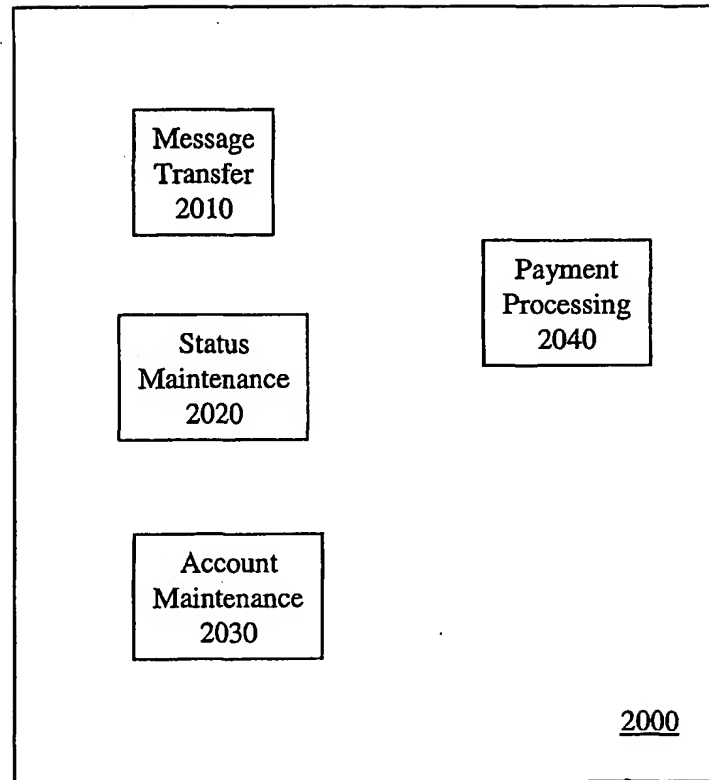 Message
Transfer
2010
Payment
Processing
2040
Status
Maintenance
2020
Account
Maintenance
2030
2000